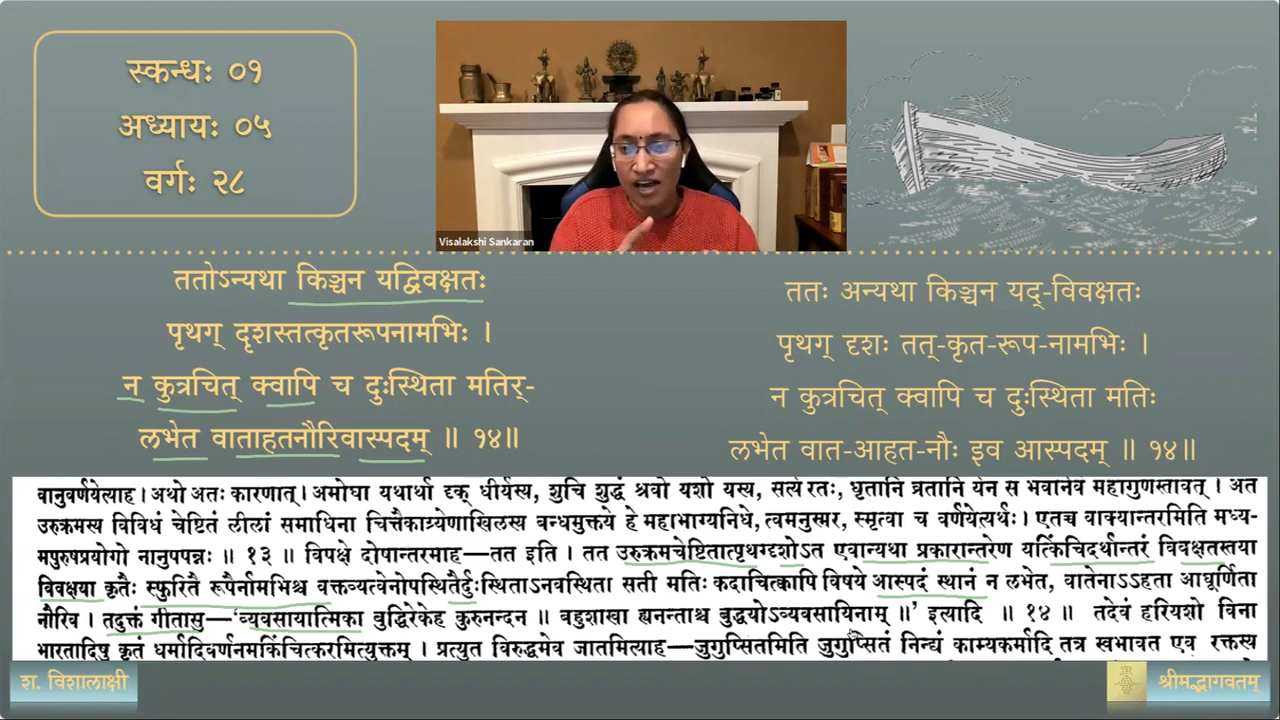 स्कन्धः ०१
अध्यायः ०५
वर्गः २८
Visalakshi Sankaran
ततोऽन्यथा किञ्चन यद्विवक्षतः
पृथग् दृशस्तत्कृतरूपनामभिः ।
न कुत्रचित् क्वापि च दुःस्थिता मतिर्-
लभेत वाताहतनौरिवास्पदम् ॥ १४॥
ततः अन्यथा किञ्चन यद्-विवक्षतः
पृथग् दृशः तत्-कृत-रूप-नामभिः ।
न कुत्रचित् क्वापि च दुःस्थिता मतिः
लभेत वात-आहत-नौः इव आस्पदम् ॥ १४॥
वानुवर्णयेत्याह । अथो अतः कारणात् । अमोघा यथार्था दृक् धीर्यस्य, शुचि शुद्धं श्रवो यशो यस्य, सत्ये रतः, धृतानि व्रतानि येन स भवानेवं महागुणस्तावत् । अत
उरुक्रमस्य विविधं चेष्टितं लीलां समाधिना चित्तैकाग्र्येणाखिलस्य बन्धमुक्तये हे महाभाग्यनिधे, त्वमनुस्मर, स्मृत्वा च वर्णयेत्यर्थः । एतच्च वाक्यान्तरमिति मध्य-
मपुरुषप्रयोगो नानुपपन्नः ॥ १३ ॥ विपक्षे दोषान्तरमाह—तत इति । तत उरुक्रमचेष्टितात्पृथग्दृशोऽत एवान्यथा प्रकारान्तरेण यत्किंचिदर्थान्तरं विवक्षतस्तया
विवक्षया कृतैः स्फुरितै रूपैर्नामभिश्च वक्तव्यत्वेनोपस्थितैर्दुःस्थिताऽनवस्थिता सती मतिः कदाचित्कापि विषये आस्पदं स्थानं न लभेत, वातेनाऽऽहता आघूर्णिता
नौरिव । तदुक्तं गीतासु—'व्यवसायात्मिका बुद्धिरेकेह कुरुनन्दन ॥ बहुशाखा ह्यनन्ताश्च बुद्धयोऽव्यवसायिनाम् ॥' इत्यादि ॥ १४ ॥ तदेवं हरियशो विना
भारतादिषु कृतं धर्मादिवर्णनमकिंचित्करमित्युक्तम् । प्रत्युत विरुद्धमेव जातमित्याह—जुगुप्सितमिति जुगुप्सितं निन्द्यं काम्यकर्मादि तत्र स्वभावत एव रक्तस्य
श. विशालाक्षी
श्रीमद्भागवतम्